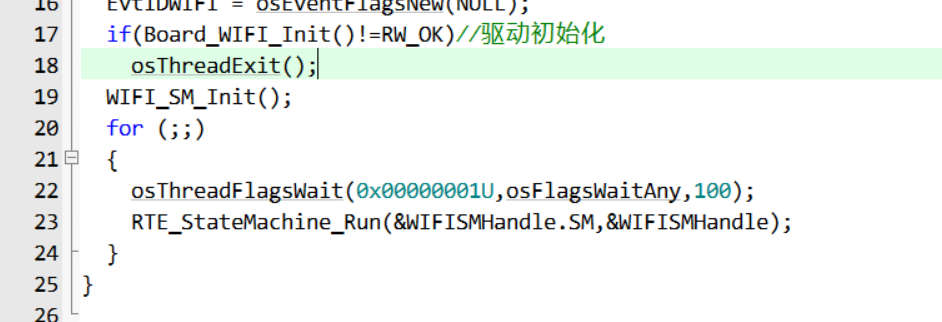 16 EvtIDWIFI = osEventFlagsNew(NULL);
17 if(Board_WIFI_Init()!=RW_OK)//驱动初始化
18 osThreadExit();
19 WIFI_SM_Init();
20 for (;;)
21 {
22 osThreadFlagsWait(0x00000001U,osFlagsWaitAny,100);
23 RTE_StateMachine_Run(&WIFISMHandle.SM,&WIFISMHandle);
24 }
25 }
26